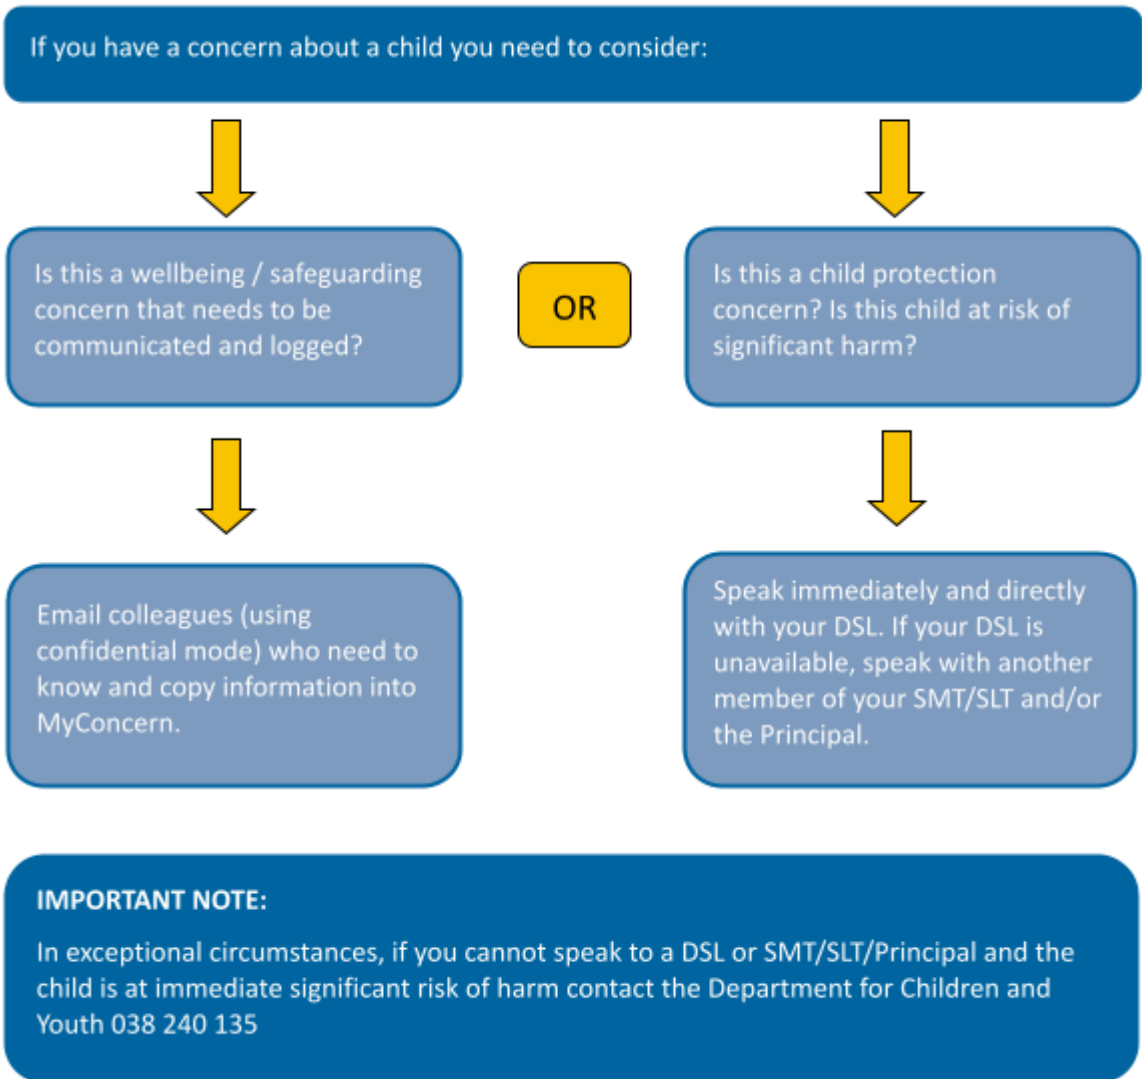 If you have a concern about a child you need to consider:
Is this a wellbeing / safeguarding
concern that needs to be
communicated and logged?
OR
Is this a child protection
concern? Is this child at risk of
significant harm?
Email colleagues (using
confidential mode) who need to
know and copy information into
MyConcern.
Speak immediately and directly
with your DSL. If your DSL is
unavailable, speak with another
member of your SMT/SLT and/or
the Principal.
IMPORTANT NOTE:
In exceptional circumstances, if you cannot speak to a DSL or SMT/SLT/Principal and the
child is at immediate significant risk of harm contact the Department for Children and
Youth 038 240 135